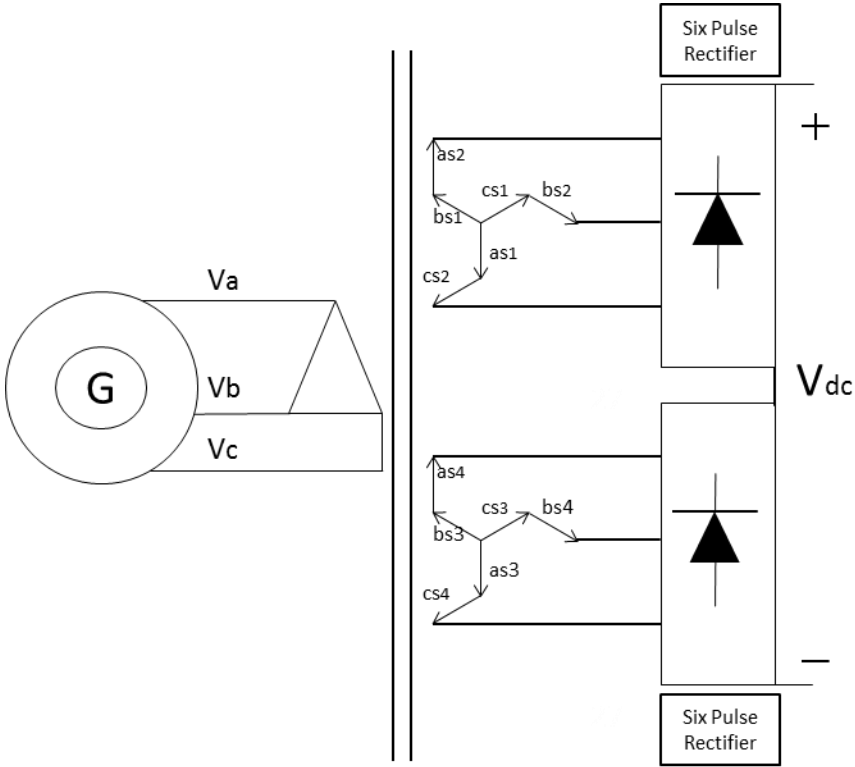 Six Pulse
Rectifier
+
as2
cs1 bs2
bs1
as1
cs2
Va
G
Vb
Vdc
Vc
as4
cs3 bs4
bs3
as3
cs4
−
Six Pulse
Rectifier